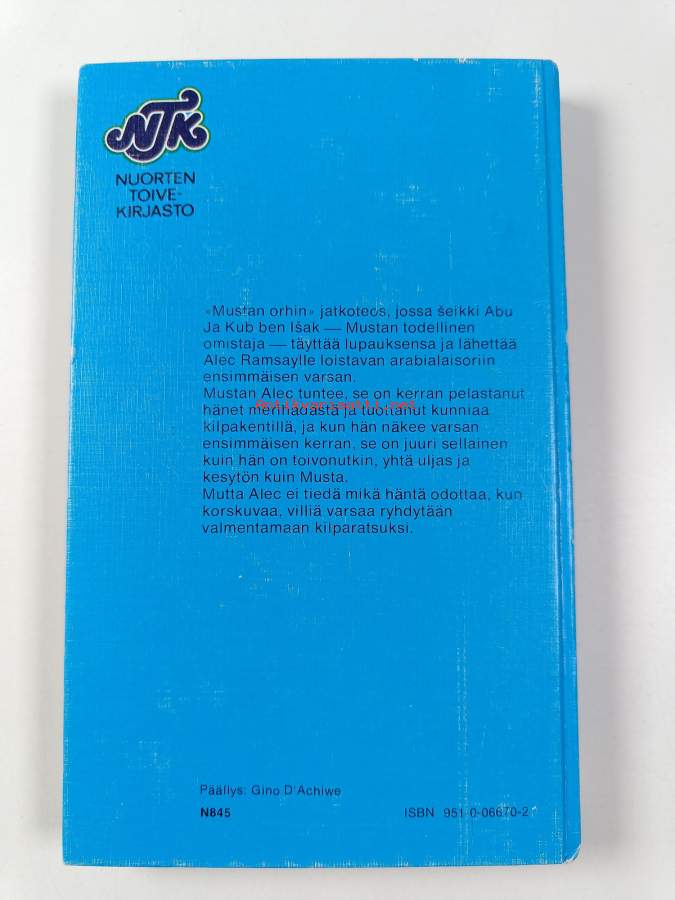 NTK
NUORTEN
TOIVE-
KIRJASTO
»Mustan orhin» jatkoteos, jossa šeikki Abu
Ja Kub ben Išak — Mustan todellinen
omistaja — täyttää lupauksensa ja lähettää
Alec Ramsaylle loistavan arabialaisoriin
ensimmäisen varsan.
Mustan Alec tuntee, se on kerran pelastanut
Antikvariaatti.net
hänet merihädästä ja tuottanut kunniaa
kilpakentillä, ja kun hän näkee varsan
ensimmäisen kerran, se on juuri sellainen
kuin hän on toivonutkin, yhtä uljas ja
kesytön kuin Musta.
Mutta Alec ei tiedä mikä häntä odottaa, kun
korskuvaa, villiä varsaa ryhdytään
valmentamaan kilparatsuksi.
Päällys: Gino D'Achiwe
N845 ISBN 951-0-06670-2